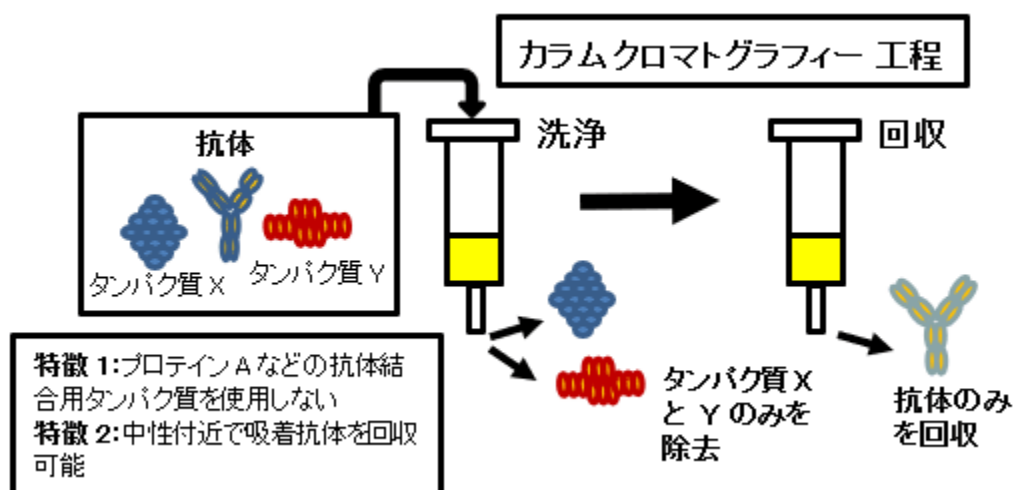 カラムクロマトグラフィー 工程
抗体
タンパク質 X
タンパク質 Y
洗浄
回収
特徴 1:プロテイン A などの抗体結
合用タンパク質を使用しない
特徴 2:中性付近で吸着抗体を回収
可能
タンパク質 X
と Y のみを
除去
抗体のみ
を回収